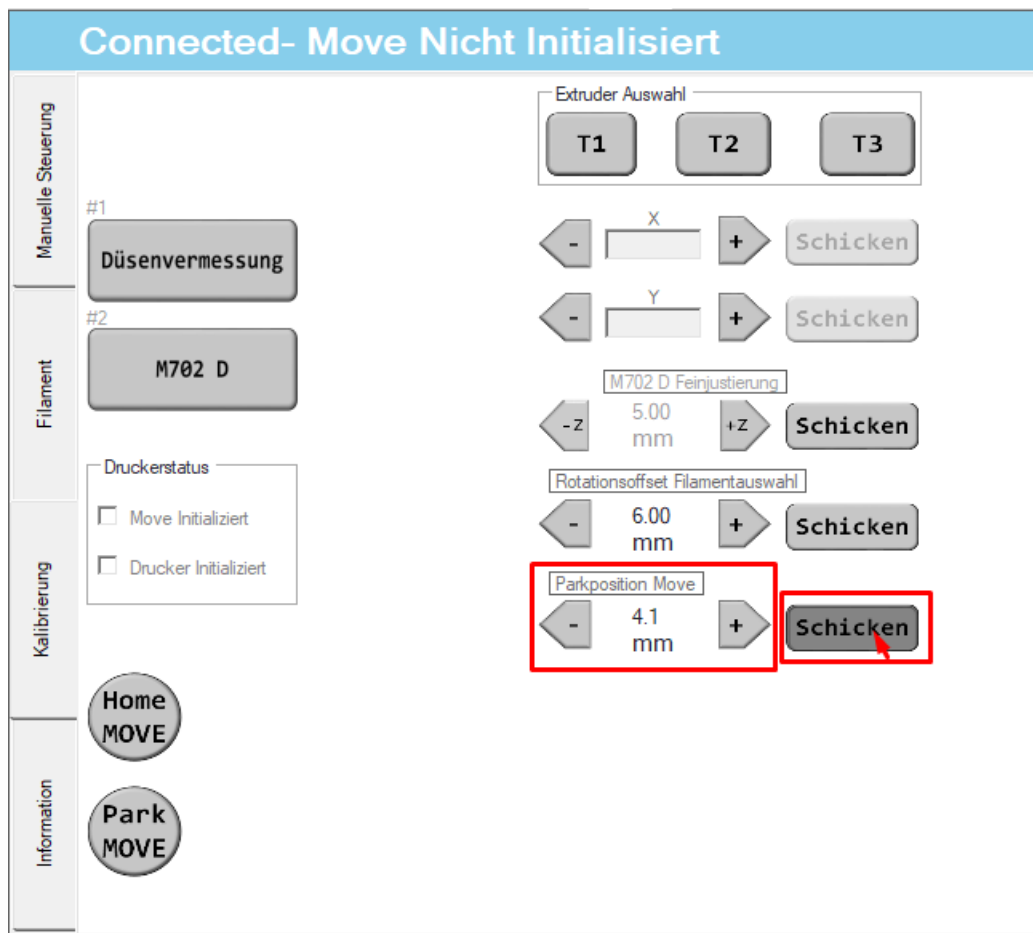 Connected- Move Nicht Initialisiert
Manuelle Steuerung
Filament
Kalibrierung
Information
#1
Düsenvermessung
#2
M702 D
Druckerstatus
Move Initializiert
Drucker Initializiert
Home
MOVE
Park
MOVE
Extruder Auswahl
T1 T2 T3
X
- + Schicken
Y
- + Schicken
M702 D Feinjustierung
-Z 5.00 mm +Z Schicken
Rotationsoffset Filamentauswahl
- 6.00 mm + Schicken
Parkposition Move
- 4.1 mm + Schicken